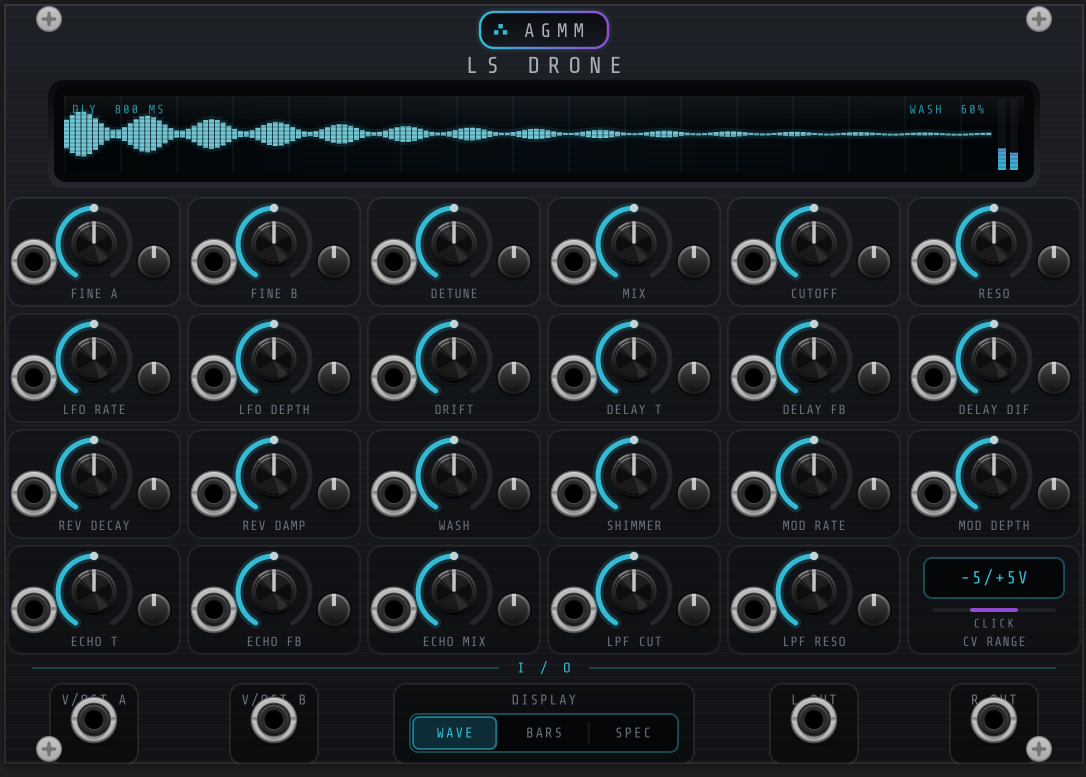 AGMM
LS DRONE
DLY 800 MS WASH 60%
FINE A FINE B DETUNE MIX CUTOFF RESO
LFO RATE LFO DEPTH DRIFT DELAY T DELAY FB DELAY DIF
REV DECAY REV DAMP WASH SHIMMER MOD RATE MOD DEPTH
-5/+5V
CLICK
ECHO T ECHO FB ECHO MIX LPF CUT LPF RESO CV RANGE
I / O
V/OCT A V/OCT B DISPLAY L OUT R OUT
WAVE BARS SPEC